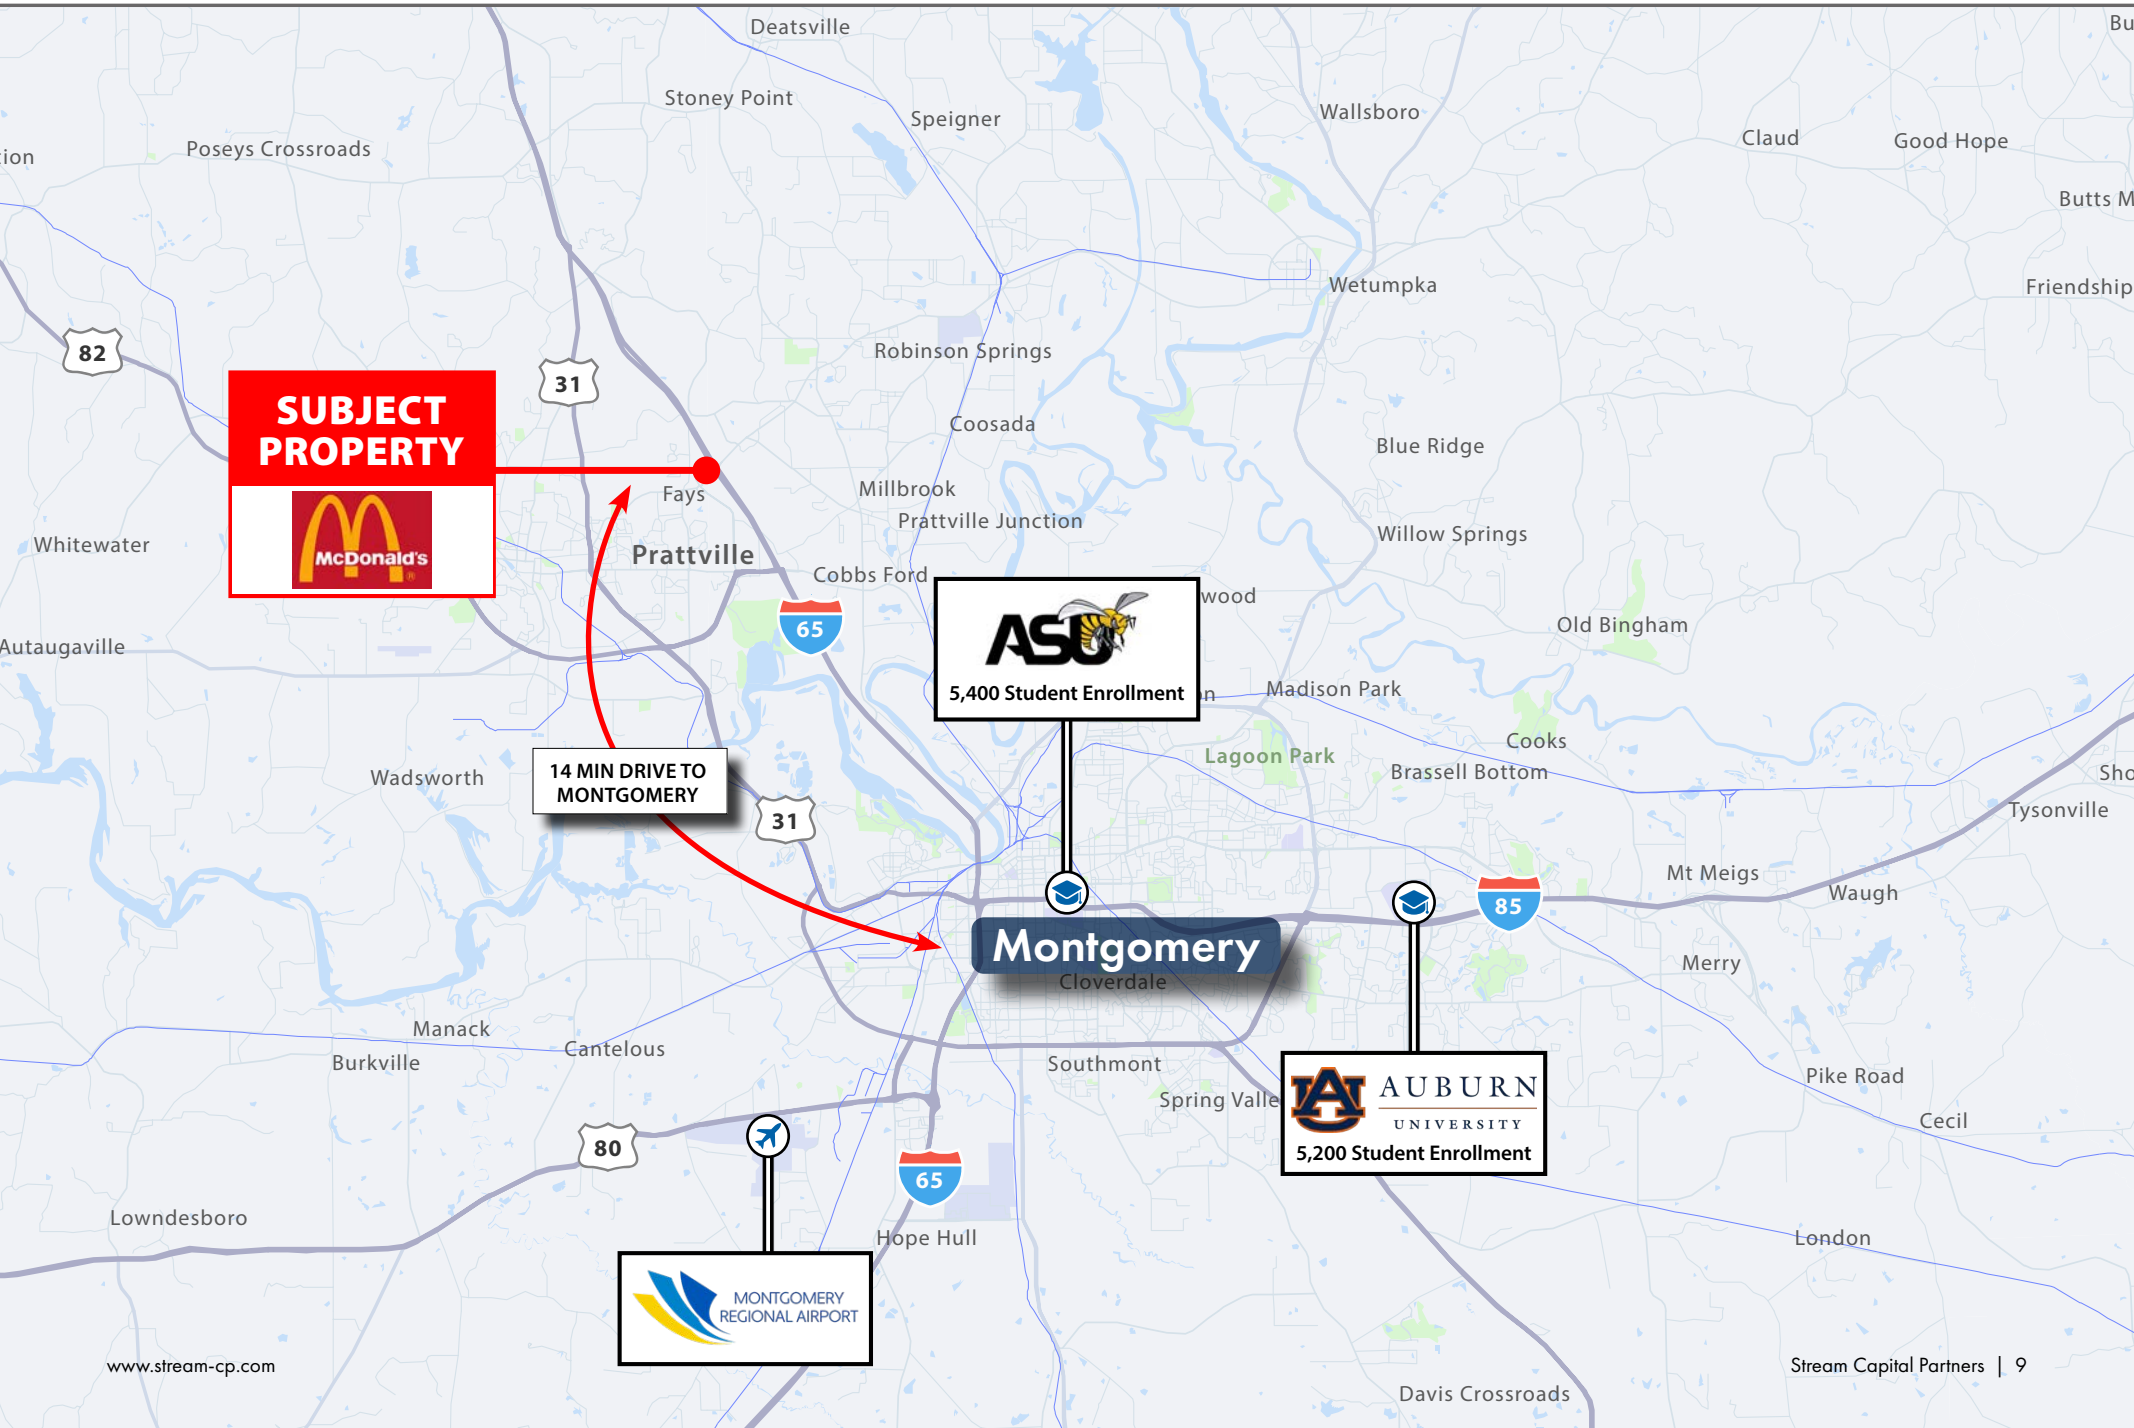 Deatsville
Stoney Point
Speigner
Wallsboro
Claud
Good Hope
Poseys Crossroads
Butts M
Wetumpka
Friendship
82
31
Robinson Springs
SUBJECT
PROPERTY
McDonald's
®
Coosada
Blue Ridge
Fays
Millbrook
Prattville Junction
Willow Springs
Whitewater
Prattville
Cobbs Ford
65
wood
Old Bingham
Autaugaville
ASU
5,400 Student Enrollment
Madison Park
Lagoon Park
Cooks
Brassell Bottom
Wadsworth
14 MIN DRIVE TO
MONTGOMERY
31
Sho
Tysonville
Mt Meigs
Waugh
85
Montgomery
Cloverdale
Merry
Manack
Burkville
Cantelous
Southmont
Spring Valle
Pike Road
Cecil
AU
AUBURN
UNIVERSITY
5,200 Student Enrollment
80
65
Lowndesboro
Hope Hull
London
MONTGOMERY
REGIONAL AIRPORT
Davis Crossroads
www.stream-cp.com
Stream Capital Partners | 9